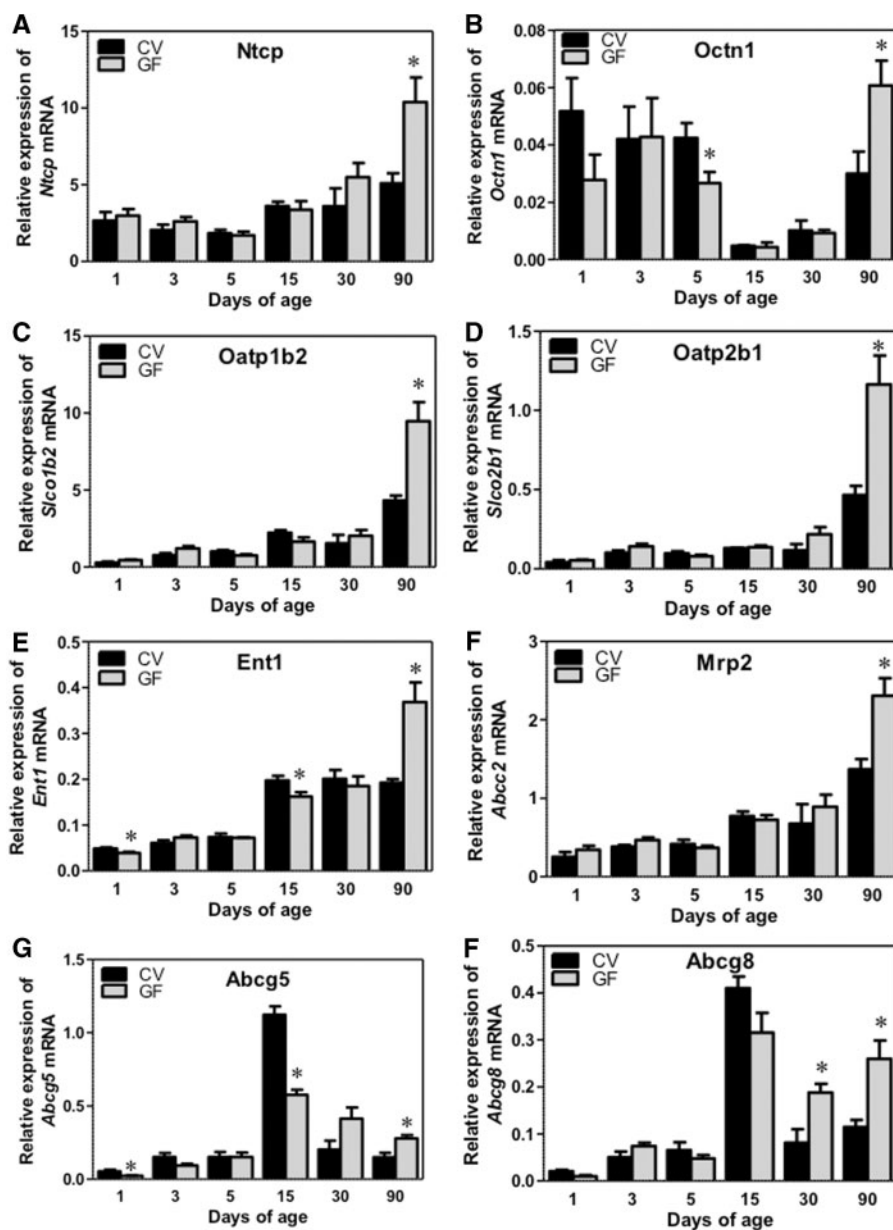 A
Ntcp
CV
GF
Relative expression of
Ntcp mRNA
15
10
5
0
*
1 3 5 15 30 90
Days of age
B
Octn1
CV
GF
Relative expression of
Octn1 mRNA
0.08
0.06
0.04
0.02
0.00
*
*
1 3 5 15 30 90
Days of age
C
Oatp1b2
CV
GF
Relative expression of
Slco1b2 mRNA
15
10
5
0
*
1 3 5 15 30 90
Days of age
D
Oatp2b1
CV
GF
Relative expression of
Slco2b1 mRNA
1.5
1.0
0.5
0.0
*
1 3 5 15 30 90
Days of age
E
Ent1
CV
GF
Relative expression of
Ent1 mRNA
0.5
0.4
0.3
0.2
0.1
0.0
*
*
*
1 3 5 15 30 90
Days of age
F
Mrp2
CV
GF
Relative expression of
Abcc2 mRNA
3
2
1
0
*
1 3 5 15 30 90
Days of age
G
Abcg5
CV
GF
Relative expression of
Abcg5 mRNA
1.5
1.0
0.5
0.0
*
*
*
1 3 5 15 30 90
Days of age
F
Abcg8
CV
GF
Relative expression of
Abcg8 mRNA
0.5
0.4
0.3
0.2
0.1
0.0
*
*
1 3 5 15 30 90
Days of age